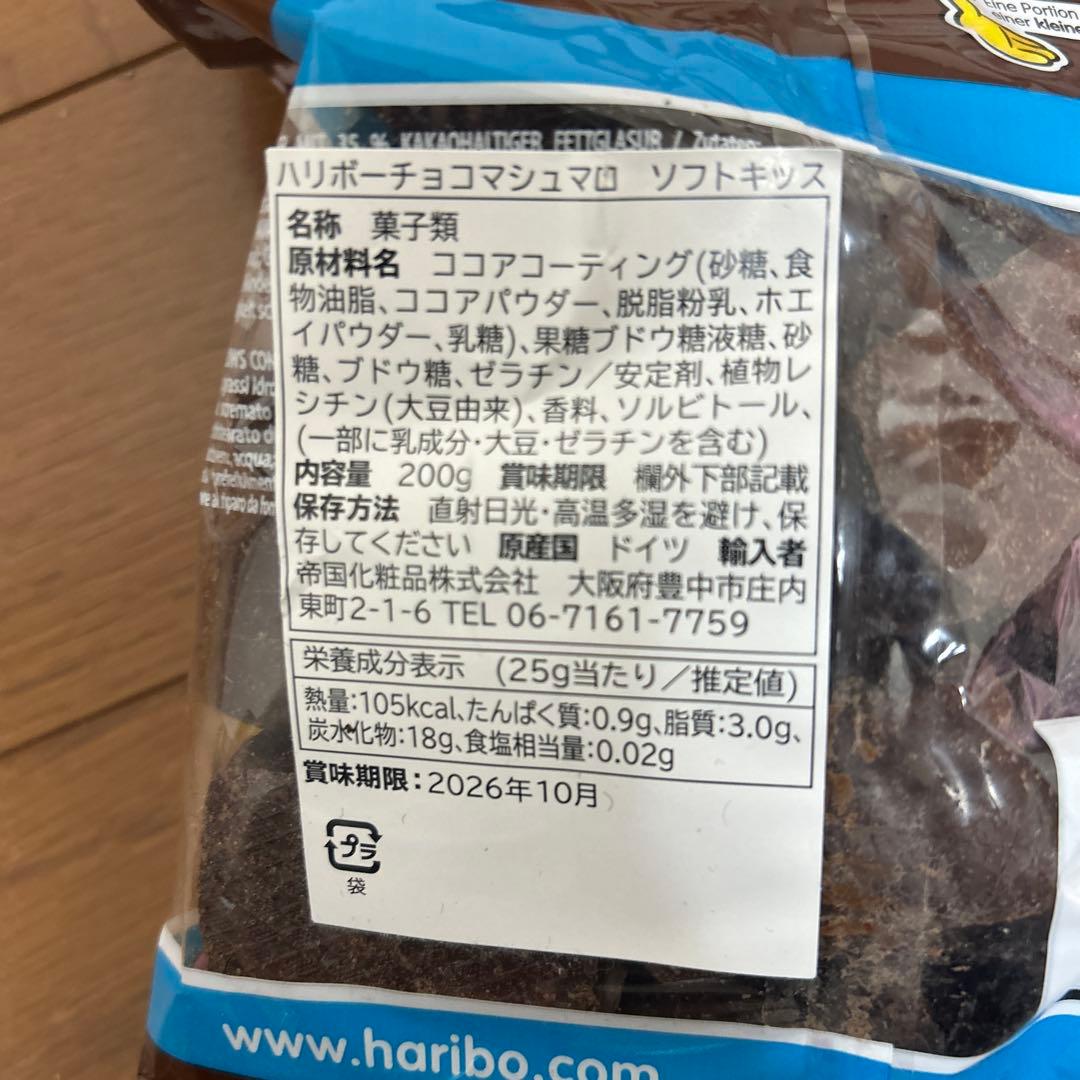 Eine Portion
einer kleine
MIT 35 % KAKAOHALTIGER FETTGLASUR / Zutaten:
ハリボーチョコマシュマロ ソフトキッス
名称 菓子類
原材料名 ココアコーティング(砂糖、食
物油脂、ココアパウダー、脱脂粉乳、ホエ
イパウダー、乳糖)、果糖ブドウ糖液糖、砂
糖、ブドウ糖、ゼラチン/安定剤、植物レ
シチン(大豆由来)、香料、ソルビトール、
(一部に乳成分・大豆・ゼラチンを含む)
内容量 200g 賞味期限 欄外下部記載
保存方法 直射日光・高温多湿を避け、保
存してください 原産国 ドイツ 輸入者
帝国化粧品株式会社 大阪府豊中市庄内
東町2-1-6 TEL 06-7161-7759
栄養成分表示 (25g当たり/推定値)
熱量:105kcal、たんぱく質:0.9g、脂質:3.0g、
炭水化物:18g、食塩相当量:0.02g
賞味期限:2026年10月
プラ
袋
www.haribo.com